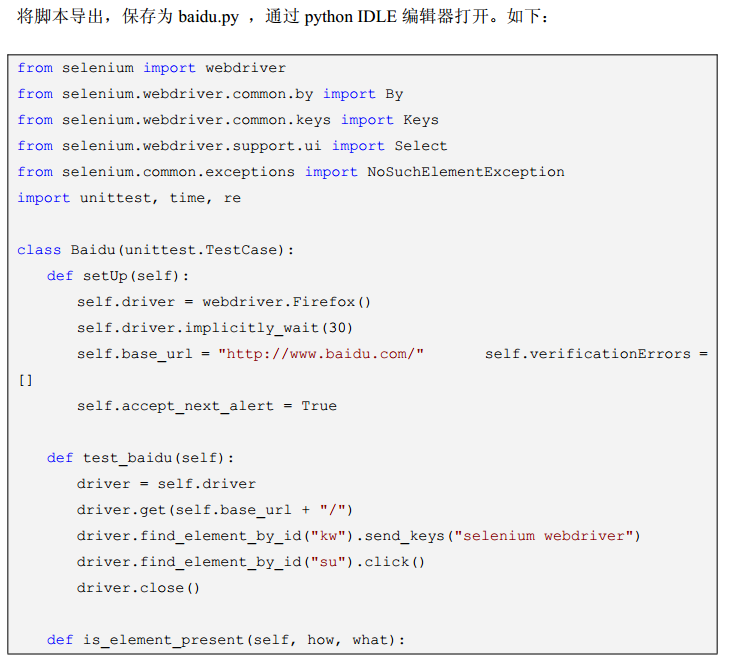 将脚本导出，保存为 baidu.py ，通过 python IDLE 编辑器打开。如下：
from selenium import webdriver
from selenium.webdriver.common.by import By
from selenium.webdriver.common.keys import Keys
from selenium.webdriver.support.ui import Select
from selenium.common.exceptions import NoSuchElementException
import unittest, time, re
class Baidu(unittest.TestCase):
def setUp(self):
self.driver = webdriver.Firefox()
self.driver.implicitly_wait(30)
self.base_url = "http://www.baidu.com/" self.verificationErrors =
[]
self.accept_next_alert = True
def test_baidu(self):
driver = self.driver
driver.get(self.base_url + "/")
driver.find_element_by_id("kw").send_keys("selenium webdriver")
driver.find_element_by_id("su").click()
driver.close()
def is_element_present(self, how, what):